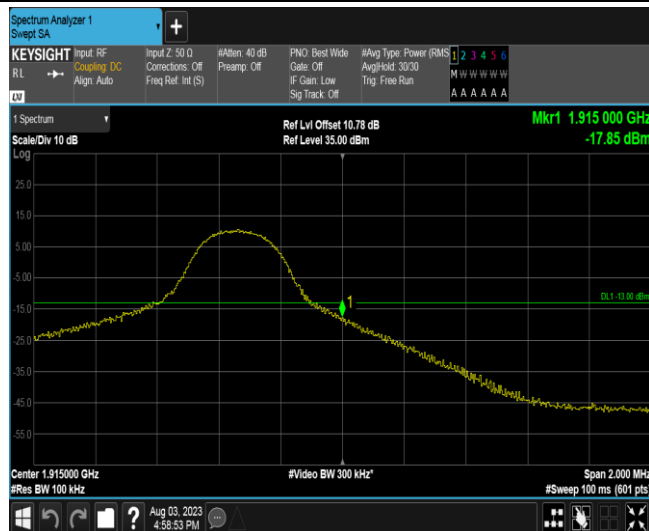 Spectrum Analyzer 1
Swept SA
KEYSIGHT
RL
LXI
Input: RF
Coupling: DC
Align: Auto
Input Z: 50 Ω
Corrections: Off
Freq Ref: Int (S)
#Atten: 40 dB
Preamp: Off
PNO: Best Wide
Gate: Off
IF Gain: Low
Sig Track: Off
#Avg Type: Power (RMS
Avg|Hold: 30/30
Trig: Free Run
1 2 3 4 5 6
M W W W W W
A A A A A A
1 Spectrum
Scale/Div 10 dB
Ref Lvl Offset 10.78 dB
Ref Level 35.00 dBm
Mkr1 1.915 000 GHz
-17.85 dBm
Log
25.0
15.0
5.00
-5.00
-15.0
-25.0
-35.0
-45.0
-55.0
DL1 -13.00 dBm
1
Center 1.915000 GHz
#Res BW 100 kHz
#Video BW 300 kHz*
Span 2.000 MHz
#Sweep 100 ms (601 pts)
?
Aug 03, 2023
4:58:53 PM